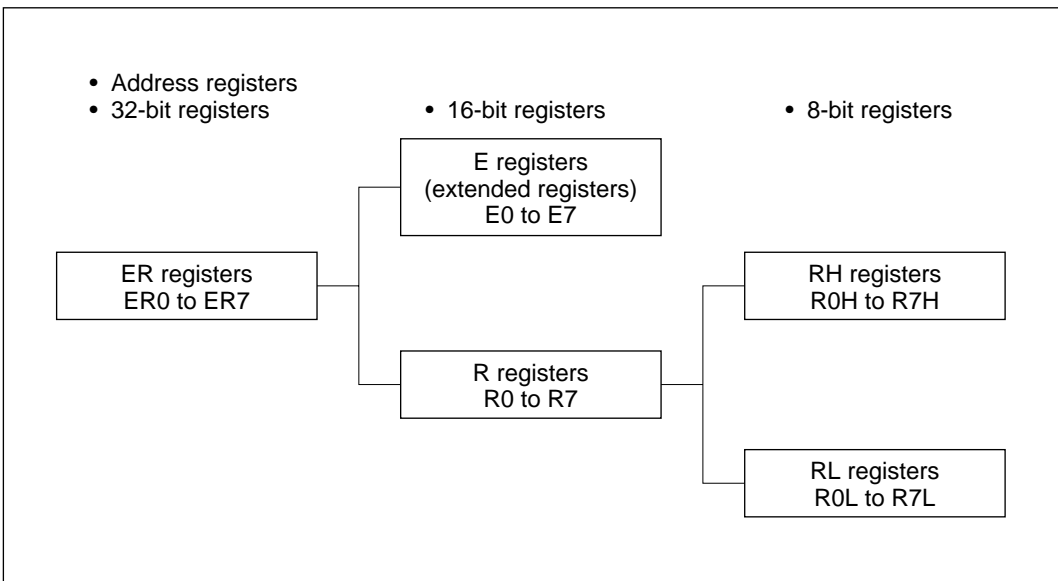 • Address registers
• 32-bit registers
• 16-bit registers
• 8-bit registers
E registers
(extended registers)
E0 to E7
ER registers
ER0 to ER7
RH registers
R0H to R7H
R registers
R0 to R7
RL registers
R0L to R7L